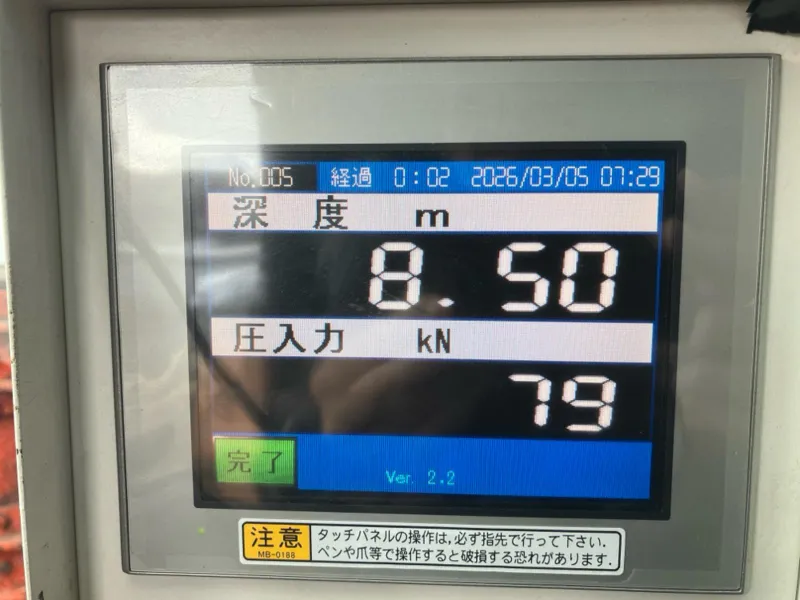 No.005 経過 0:02 2026/03/05 07:29
深 度 m
8.50
圧入力 kN
79
完了
Ver. 2.2
注意 タッチパネルの操作は,必ず指先で行って下さい.
MB-0188 ペンや爪等で操作すると破損する恐れがあります.